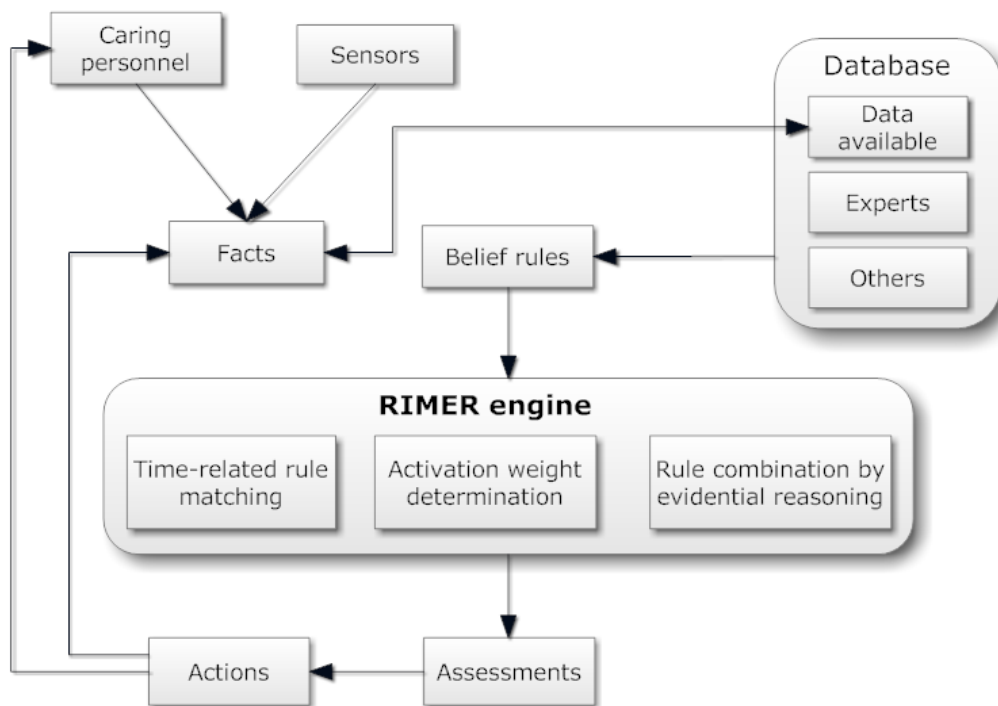 Caring
personnel
Sensors
Database
Data
available
Experts
Others
Facts
Belief rules
RIMER engine
Time-related rule
matching
Activation weight
determination
Rule combination by
evidential reasoning
Actions
Assessments